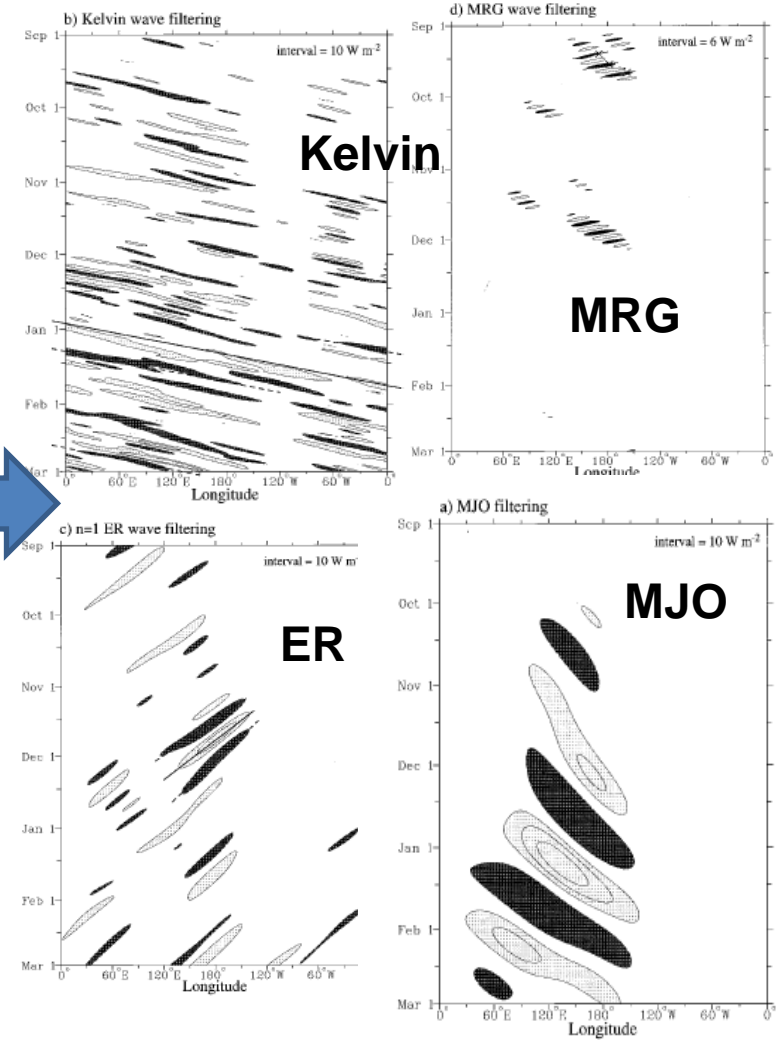 b) Kelvin wave filtering
interval = 10 W m⁻²
Kelvin
Sep 1
Oct 1
Nov 1
Dec 1
Jan 1
Feb 1
Mar 1
0° 60°E 120°E 180° 120°W 60°W 0°
Longitude
d) MRG wave filtering
interval = 6 W m⁻²
MRG
Sep 1
Oct 1
Nov 1
Dec 1
Jan 1
Feb 1
Mar 1
0° 60°E 120°E 180° 120°W 60°W 0°
Longitude
c) n=1 ER wave filtering
interval = 10 W m⁻
ER
Sep 1
Oct 1
Nov 1
Dec 1
Jan 1
Feb 1
Mar 1
0° 60°E 120°E 180° 120°W 60°W
Longitude
a) MJO filtering
interval = 10 W m⁻²
MJO
Sep 1
Oct 1
Nov 1
Dec 1
Jan 1
Feb 1
Mar 1
0° 60°E 120°E 180° 120°W 60°W 0°
Longitude